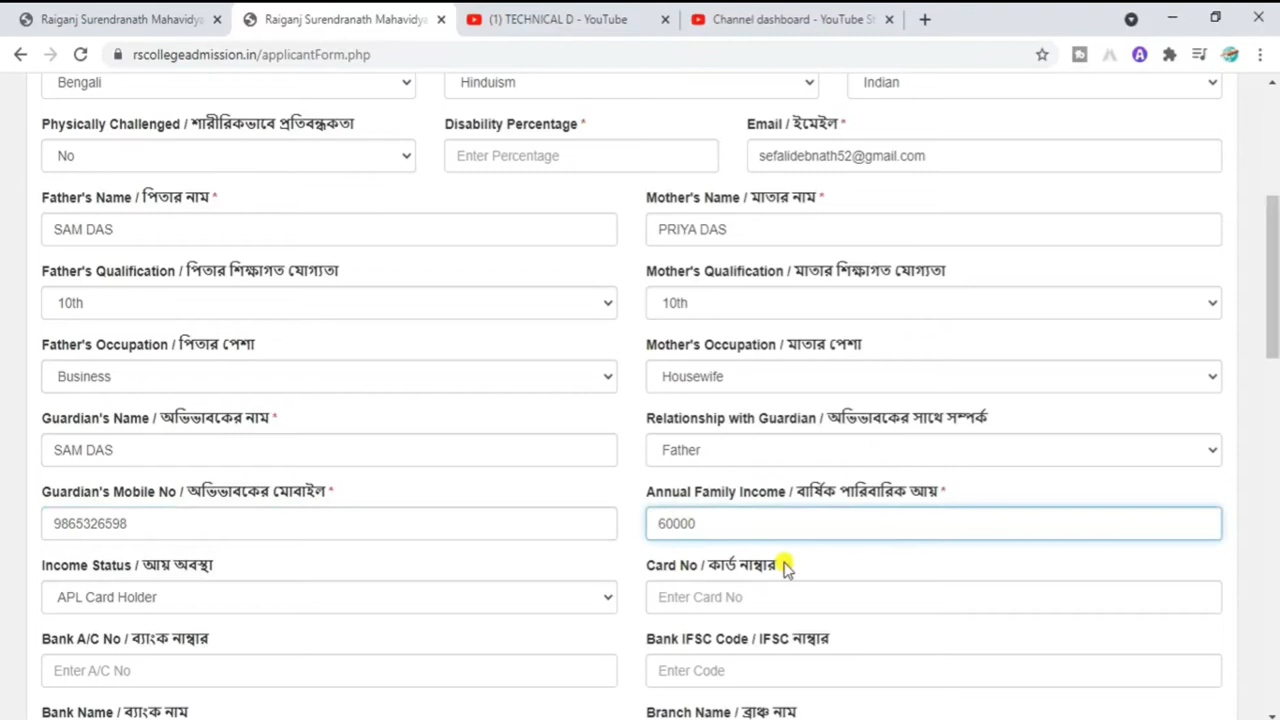 Raiganj Surendranath Mahavidya
Raiganj Surendranath Mahavidya
(1) TECHNICAL D - YouTube
Channel dashboard - YouTube St
rscollegeadmission.in/applicantForm.php
Bengali
Hinduism
Indian
Physically Challenged / শারীরিকভাবে প্রতিবন্ধকতা
Disability Percentage *
Email / ইমেইল *
No
Enter Percentage
sefalidebnath52@gmail.com
Father's Name / পিতার নাম *
Mother's Name / মাতার নাম *
SAM DAS
PRIYA DAS
Father's Qualification / পিতার শিক্ষাগত যোগ্যতা
Mother's Qualification / মাতার শিক্ষাগত যোগ্যতা
10th
10th
Father's Occupation / পিতার পেশা
Mother's Occupation / মাতার পেশা
Business
Housewife
Guardian's Name / অভিভাবকের নাম *
Relationship with Guardian / অভিভাবকের সাথে সম্পর্ক
SAM DAS
Father
Guardian's Mobile No / অভিভাবকের মোবাইল *
Annual Family Income / বার্ষিক পারিবারিক আয় *
9865326598
60000
Income Status / আয় অবস্থা
Card No / কার্ড নাম্বার
APL Card Holder
Enter Card No
Bank A/C No / ব্যাংক নাম্বার
Bank IFSC Code / IFSC নাম্বার
Enter A/C No
Enter Code
Bank Name / ব্যাংক নাম
Branch Name / ব্রাঞ্চ নাম